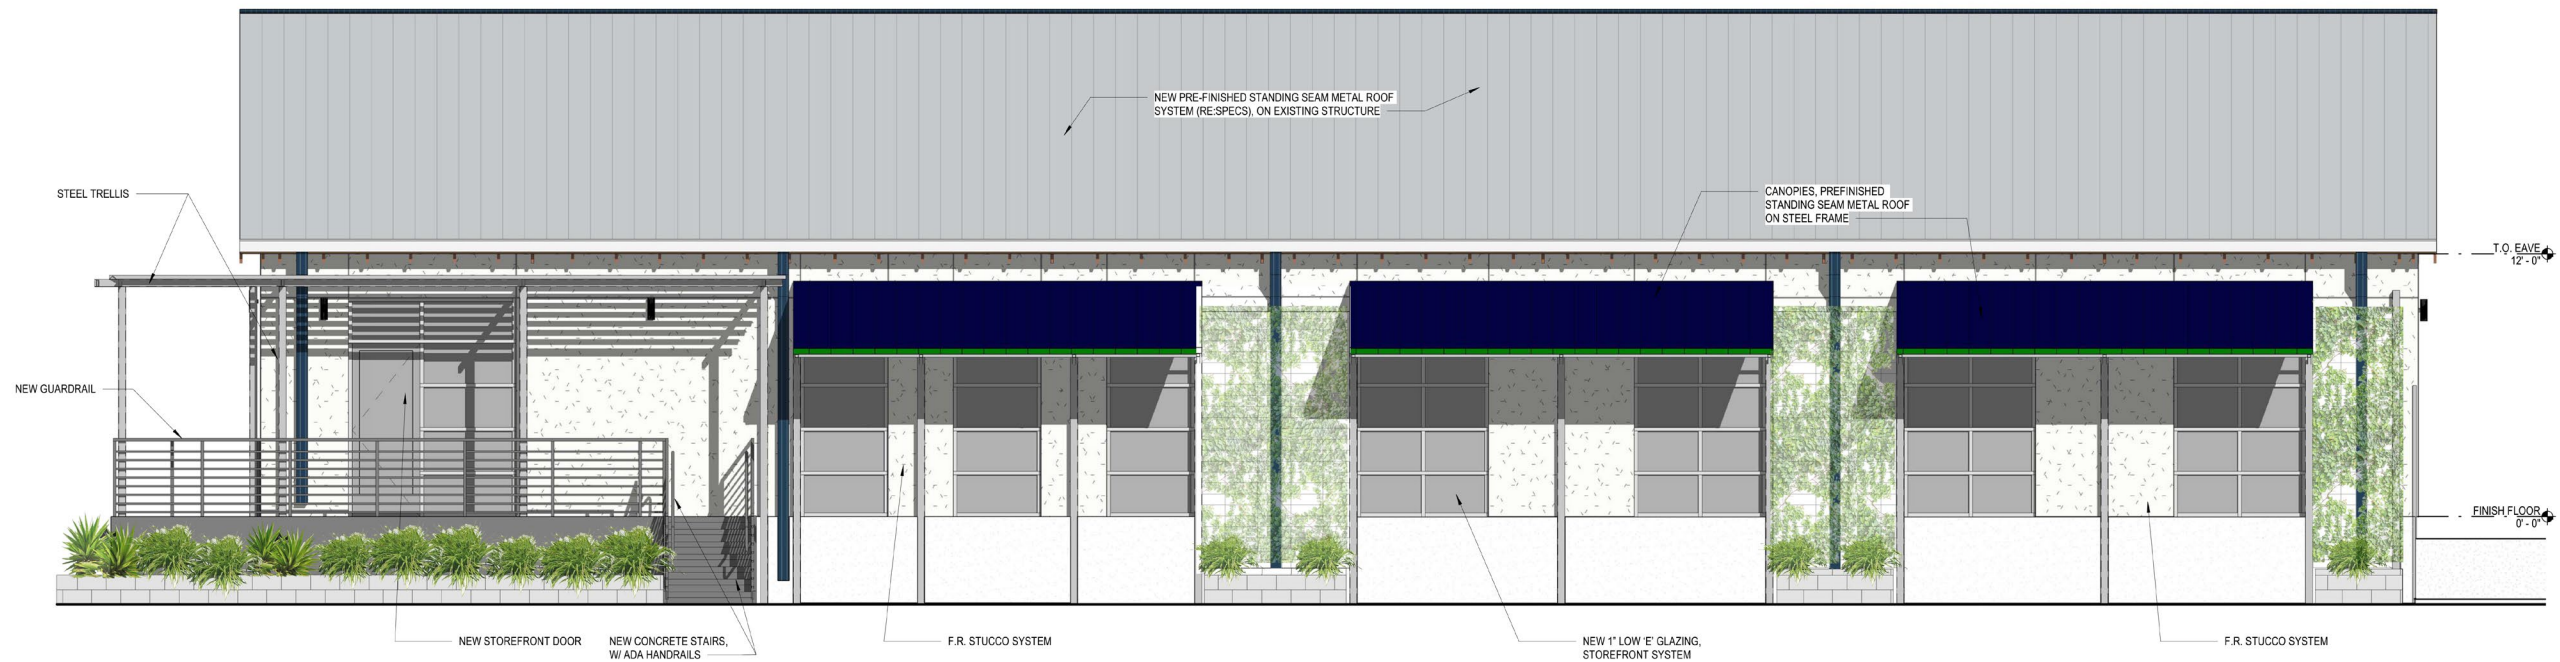 NEW PRE-FINISHED STANDING SEAM METAL ROOF
SYSTEM (RE:SPECS), ON EXISTING STRUCTURE
STEEL TRELLIS
CANOPIES, PREFINISHED
STANDING SEAM METAL ROOF
ON STEEL FRAME
T.O. EAVE
12' - 0"
NEW GUARDRAIL
FINISH FLOOR
0' - 0"
NEW STOREFRONT DOOR
NEW CONCRETE STAIRS,
W/ ADA HANDRAILS
F.R. STUCCO SYSTEM
NEW 1" LOW 'E' GLAZING,
STOREFRONT SYSTEM
F.R. STUCCO SYSTEM